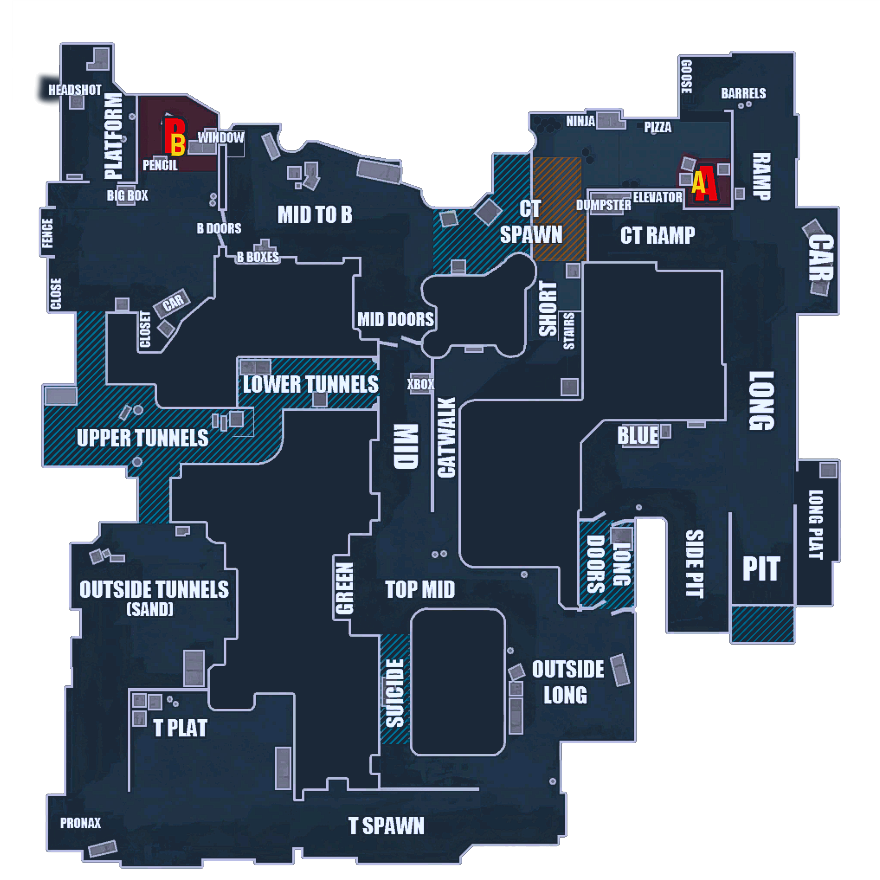 GOOSE
HEADSHOT
BARRELS
PLATFORM
B
B
WINDOW
NINJA
PIZZA
PENCIL
RAMP
A
A
BIG BOX
ELEVATOR
DUMPSTER
MID TO B
CT
SPAWN
FENCE
B DOORS
CT RAMP
CAR
B BOXES
CLOSE
CAR
SHORT
CLOSET
MID DOORS
STAIRS
LOWER TUNNELS
XBOX
LONG
UPPER TUNNELS
MID
CATWALK
BLUE
LONG PLAT
LONG
DOORS
SIDE PIT
PIT
OUTSIDE TUNNELS
(SAND)
GREEN
TOP MID
SUICIDE
OUTSIDE
LONG
T PLAT
PRONAX
T SPAWN